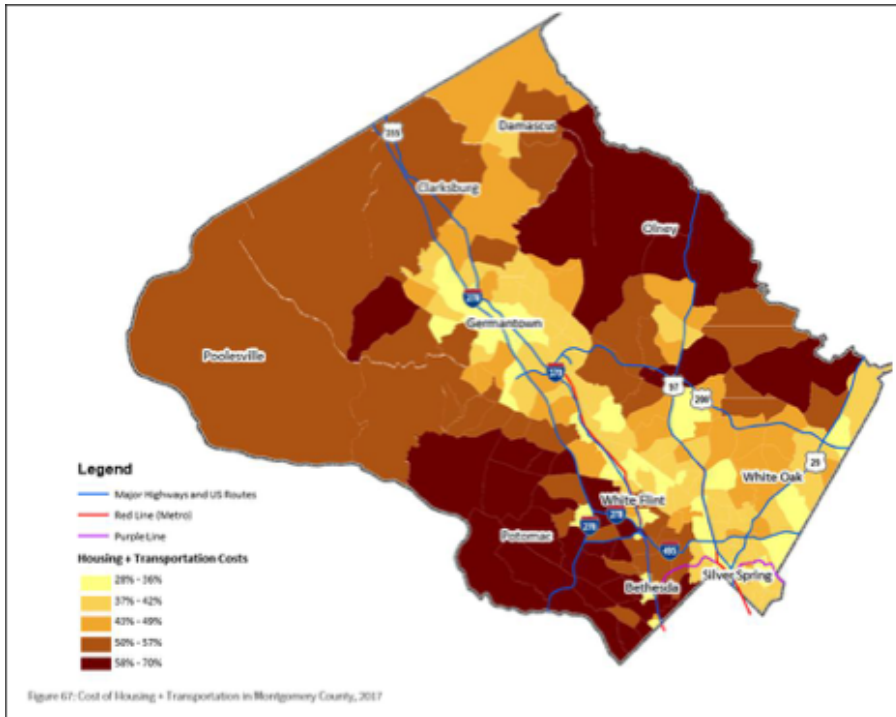 355
Damascus
Clarksburg
Olney
270
Germantown
Poolesville
370
97
200
Legend
Major Highways and US Routes
Red Line (Metro)
Purple Line
Housing + Transportation Costs
28% - 36%
37% - 42%
43% - 49%
50% - 57%
58% - 70%
White Oak
29
White Flint
270
Potomac
495
Bethesda
Silver Spring
Figure 67: Cost of Housing + Transportation in Montgomery County, 2017